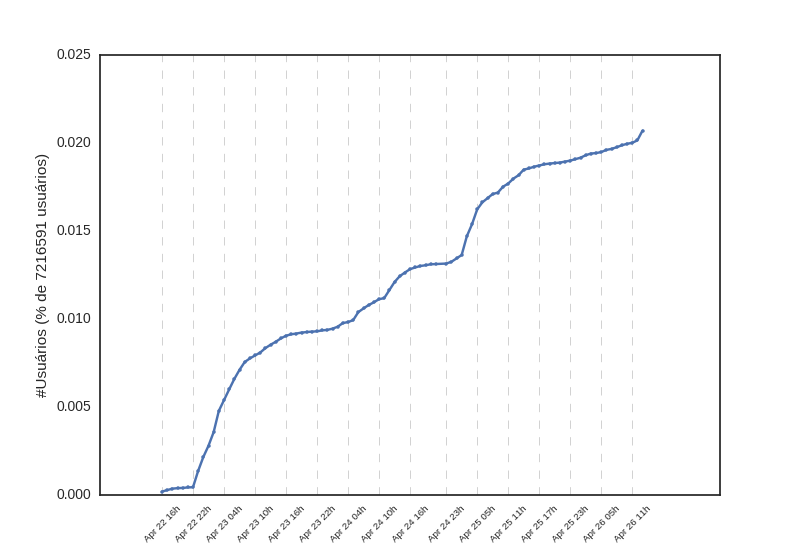 0.025
0.020
0.015
0.010
0.005
0.000
#Usuários (% de 7216591 usuários)
Apr 22 16h
Apr 22 22h
Apr 23 04h
Apr 23 10h
Apr 23 16h
Apr 23 22h
Apr 24 04h
Apr 24 10h
Apr 24 16h
Apr 24 23h
Apr 25 05h
Apr 25 11h
Apr 25 17h
Apr 25 23h
Apr 26 05h
Apr 26 11h